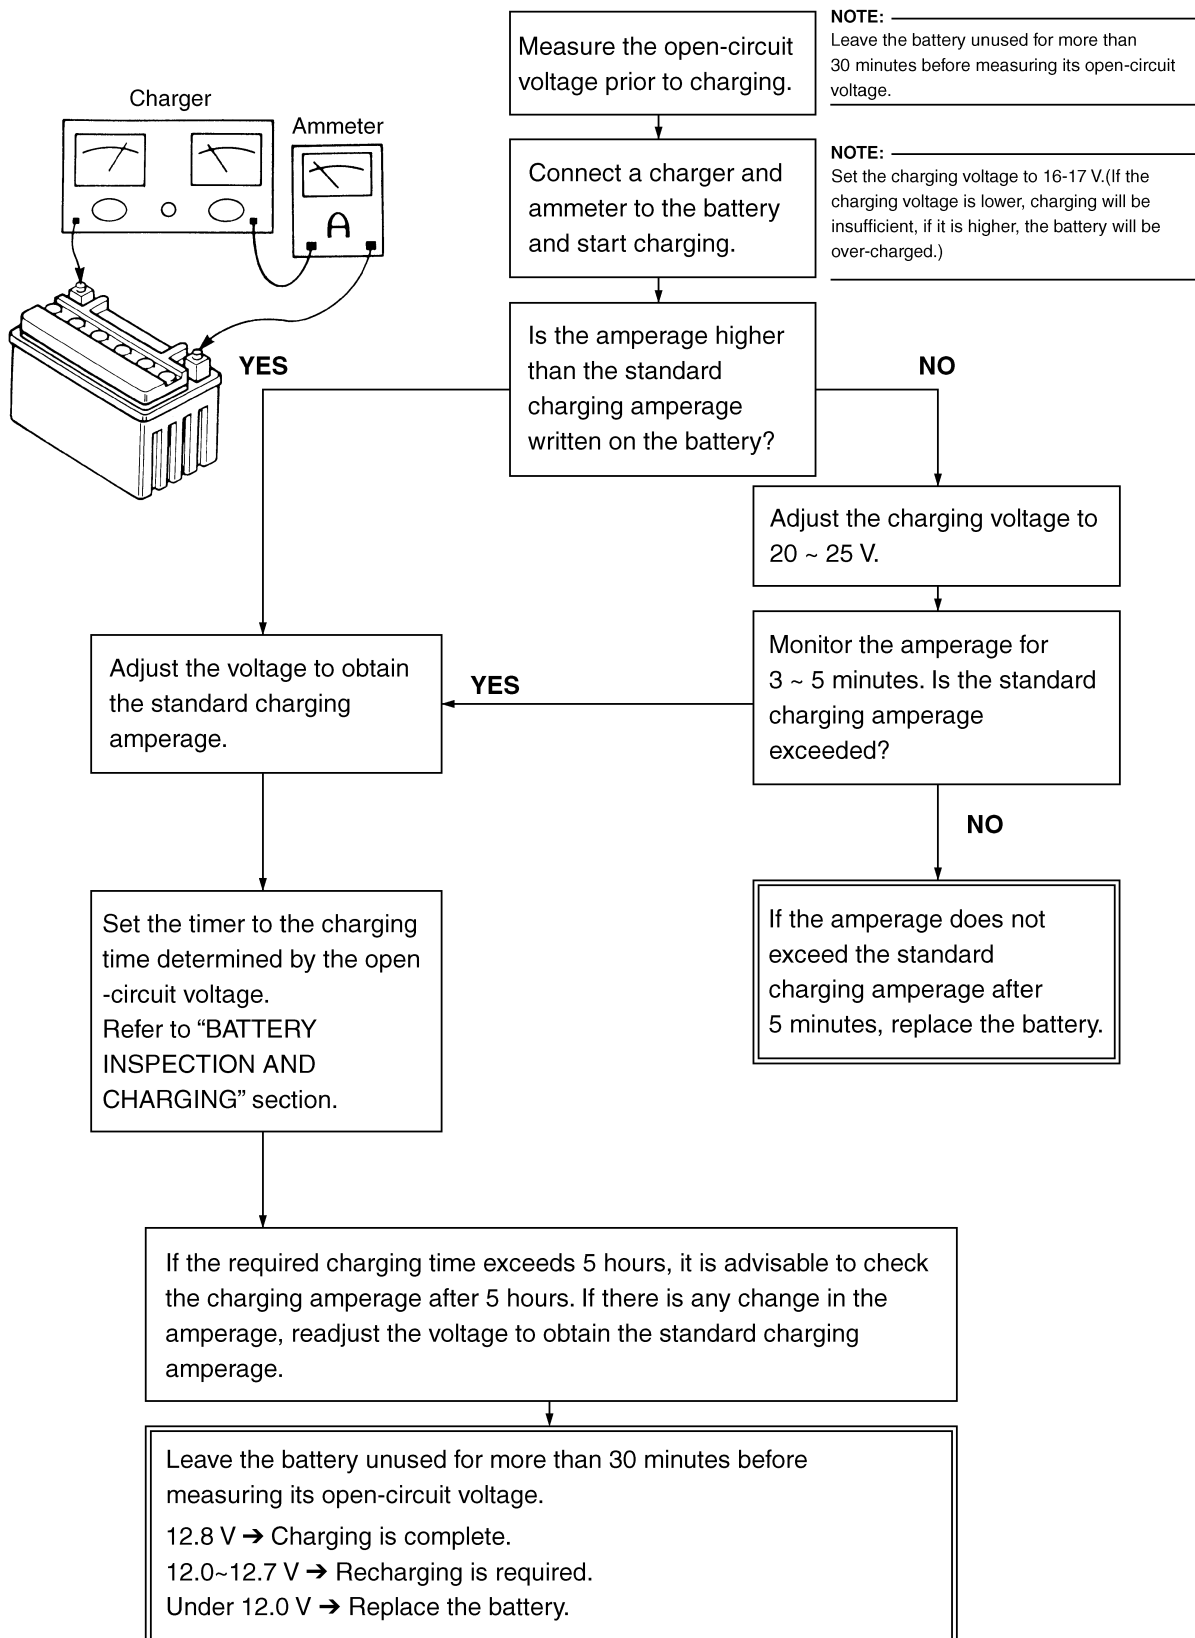 Measure the open-circuit
voltage prior to charging.
NOTE:
Leave the battery unused for more than
30 minutes before measuring its open-circuit
voltage.
Charger
Ammeter
A
Connect a charger and
ammeter to the battery
and start charging.
NOTE:
Set the charging voltage to 16-17 V.(If the
charging voltage is lower, charging will be
insufficient, if it is higher, the battery will be
over-charged.)
Is the amperage higher
than the standard
charging amperage
written on the battery?
YES
NO
Adjust the charging voltage to
20 ~ 25 V.
Monitor the amperage for
3 ~ 5 minutes. Is the standard
charging amperage
exceeded?
YES
Adjust the voltage to obtain
the standard charging
amperage.
NO
If the amperage does not
exceed the standard
charging amperage after
5 minutes, replace the battery.
Set the timer to the charging
time determined by the open
-circuit voltage.
Refer to “BATTERY
INSPECTION AND
CHARGING” section.
If the required charging time exceeds 5 hours, it is advisable to check
the charging amperage after 5 hours. If there is any change in the
amperage, readjust the voltage to obtain the standard charging
amperage.
Leave the battery unused for more than 30 minutes before
measuring its open-circuit voltage.
12.8 V ➔ Charging is complete.
12.0~12.7 V ➔ Recharging is required.
Under 12.0 V ➔ Replace the battery.